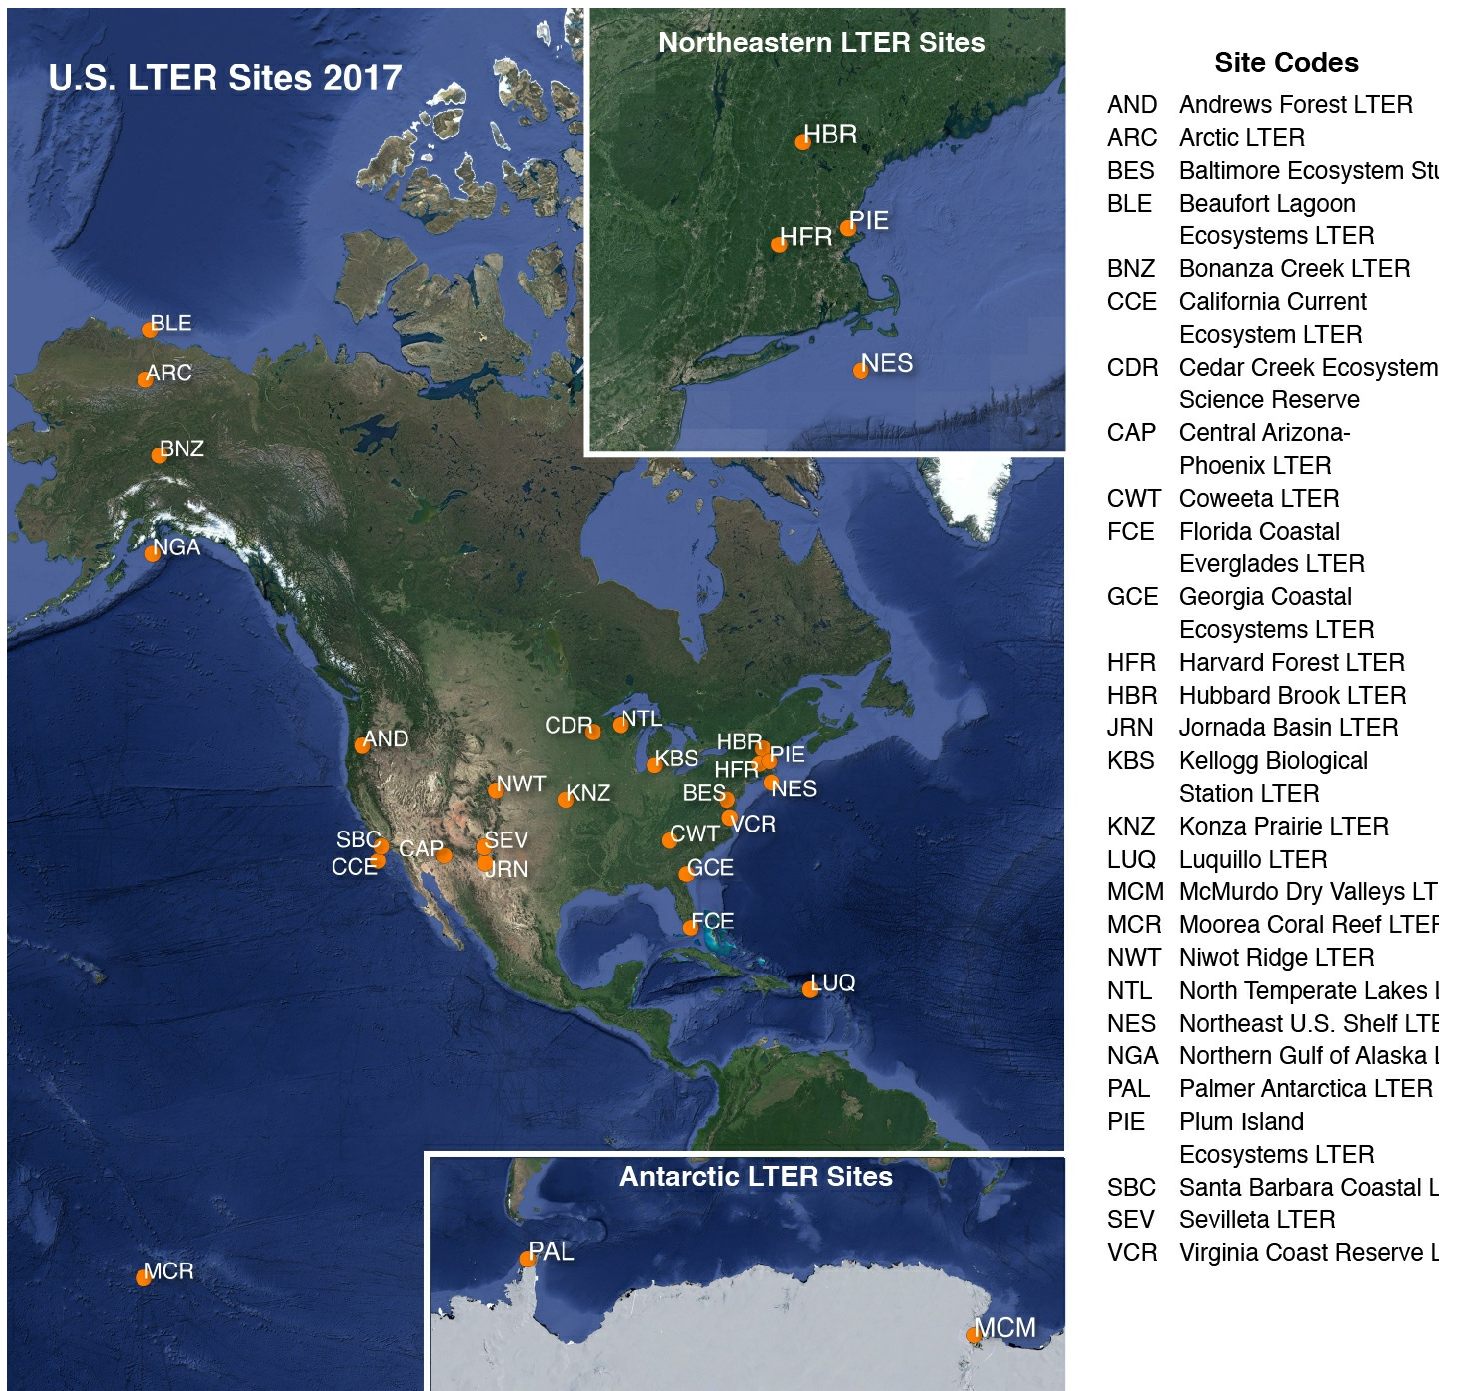 U.S. LTER Sites 2017
Northeastern LTER Sites
HBR
PIE
HFR
NES
BLE
ARC
BNZ
NGA
AND
CDR
NTL
KBS
HBR
PIE
HFR
NES
NWT
KNZ
BES
VCR
SBC
CAP
SEV
CWT
CCE
JRN
GCE
FCE
LUQ
MCR
Antarctic LTER Sites
PAL
MCM
Site Codes
AND Andrews Forest LTER
ARC Arctic LTER
BES Baltimore Ecosystem Stu
BLE Beaufort Lagoon
Ecosystems LTER
BNZ Bonanza Creek LTER
CCE California Current
Ecosystem LTER
CDR Cedar Creek Ecosystem
Science Reserve
CAP Central Arizona-
Phoenix LTER
CWT Coweeta LTER
FCE Florida Coastal
Everglades LTER
GCE Georgia Coastal
Ecosystems LTER
HFR Harvard Forest LTER
HBR Hubbard Brook LTER
JRN Jornada Basin LTER
KBS Kellogg Biological
Station LTER
KNZ Konza Prairie LTER
LUQ Luquillo LTER
MCM McMurdo Dry Valleys LT
MCR Moorea Coral Reef LTER
NWT Niwot Ridge LTER
NTL North Temperate Lakes L
NES Northeast U.S. Shelf LTE
NGA Northern Gulf of Alaska L
PAL Palmer Antarctica LTER
PIE Plum Island
Ecosystems LTER
SBC Santa Barbara Coastal L
SEV Sevilleta LTER
VCR Virginia Coast Reserve L